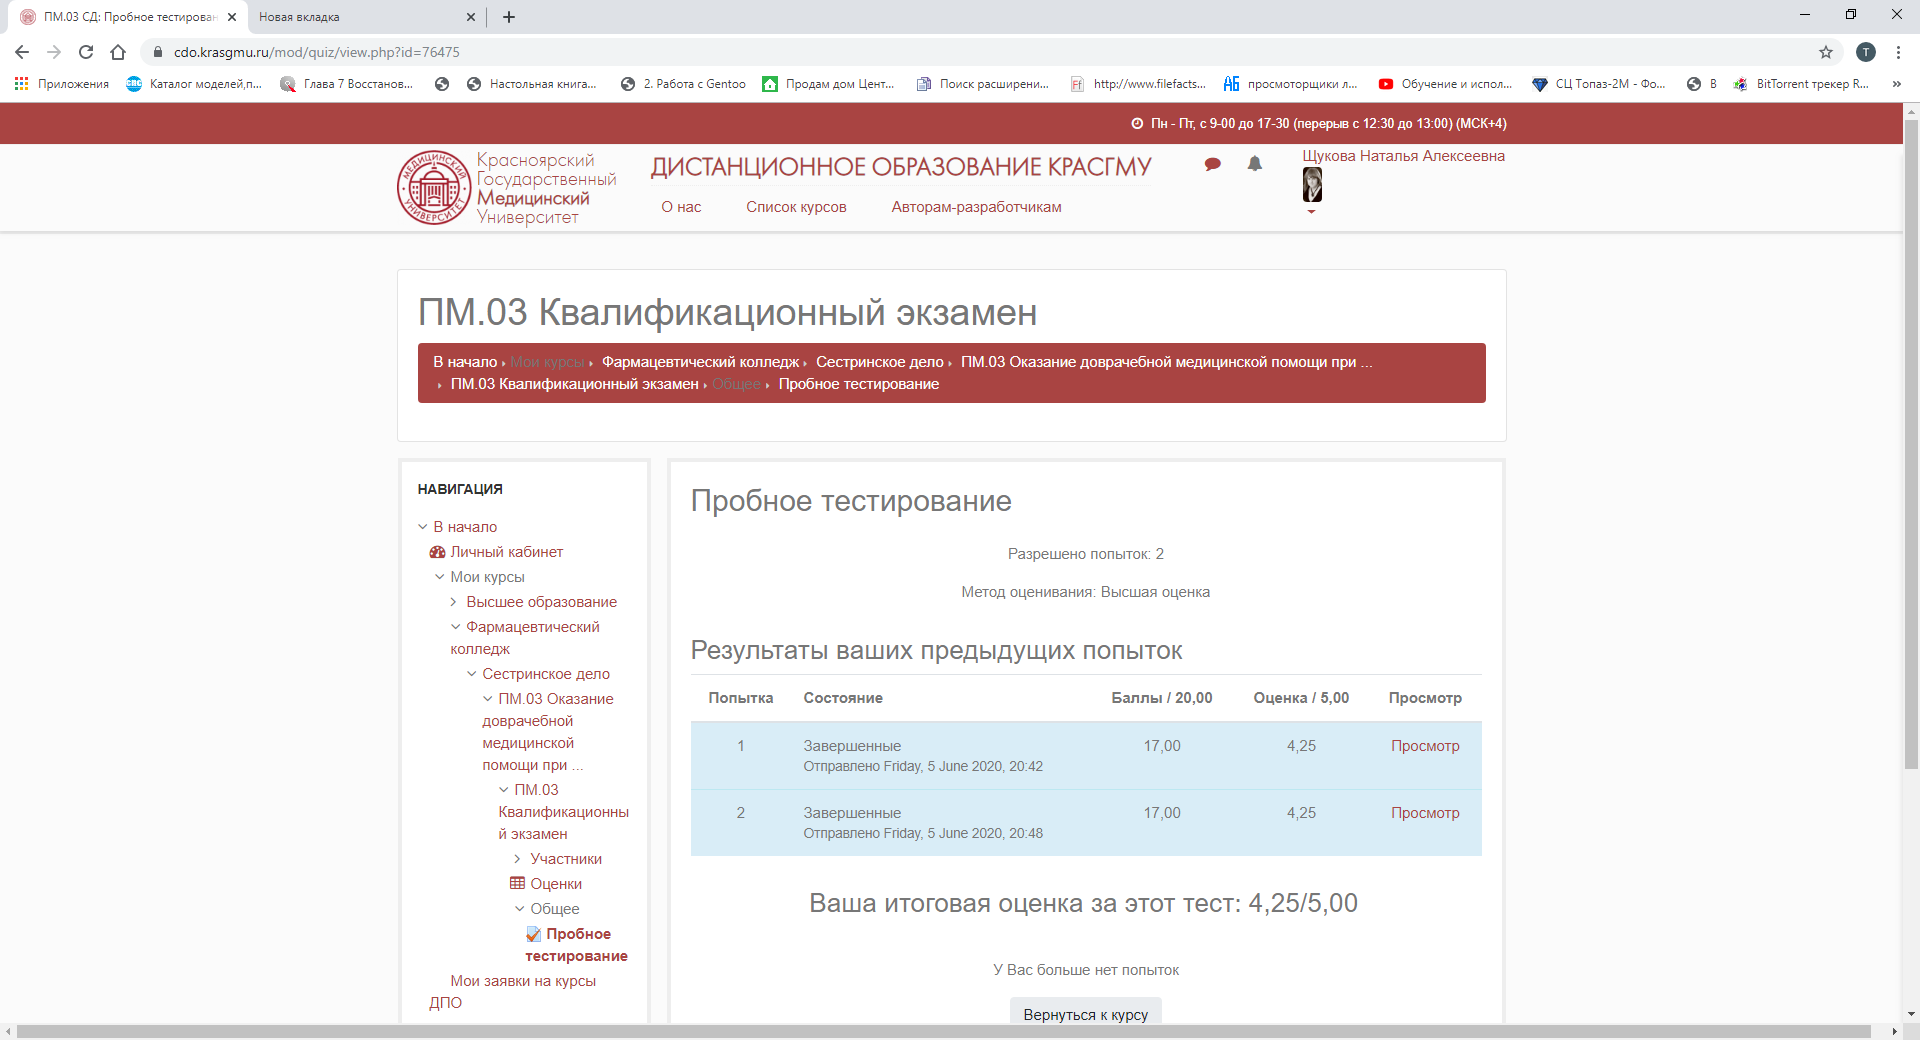 ПМ.03 СД: Пробное тестирован
Новая вкладка
cdo.krasgmu.ru/mod/quiz/view.php?id=76475
Т
Приложения
Каталог моделей,п...
Глава 7 Восстанов...
Настольная книга...
2. Работа с Gentoo
Продам дом Цент...
Поиск расширени...
http://www.filefacts...
просмоторщики л...
Обучение и испол...
СЦ Топаз-2М - Фо...
В
BitTorrent трекер R...
»
Пн - Пт, с 9-00 до 17-30 (перерыв с 12:30 до 13:00) (МСК+4)
МЕДИЦИНСКИЙ УНИВЕРСИТЕТ
Красноярский
Государственный
Медицинский
Университет
ДИСТАНЦИОННОЕ ОБРАЗОВАНИЕ КРАСГМУ
О нас
Список курсов
Авторам-разработчикам
Щукова Наталья Алексеевна
ПМ.03 Квалификационный экзамен
В начало Мои курсы Фармацевтический колледж Сестринское дело ПМ.03 Оказание доврачебной медицинской помощи при ...
ПМ.03 Квалификационный экзамен Общее Пробное тестирование
НАВИГАЦИЯ
В начало
Личный кабинет
Мои курсы
Высшее образование
Фармацевтический
колледж
Сестринское дело
ПМ.03 Оказание
доврачебной
медицинской
помощи при ...
ПМ.03
Квалификационны
й экзамен
Участники
Оценки
Общее
Пробное
тестирование
Мои заявки на курсы
ДПО
Пробное тестирование
Разрешено попыток: 2
Метод оценивания: Высшая оценка
Результаты ваших предыдущих попыток
Попытка Состояние Баллы / 20,00 Оценка / 5,00 Просмотр
1 Завершенные 17,00 4,25 Просмотр
Отправлено Friday, 5 June 2020, 20:42
2 Завершенные 17,00 4,25 Просмотр
Отправлено Friday, 5 June 2020, 20:48
Ваша итоговая оценка за этот тест: 4,25/5,00
У Вас больше нет попыток
Вернуться к курсу